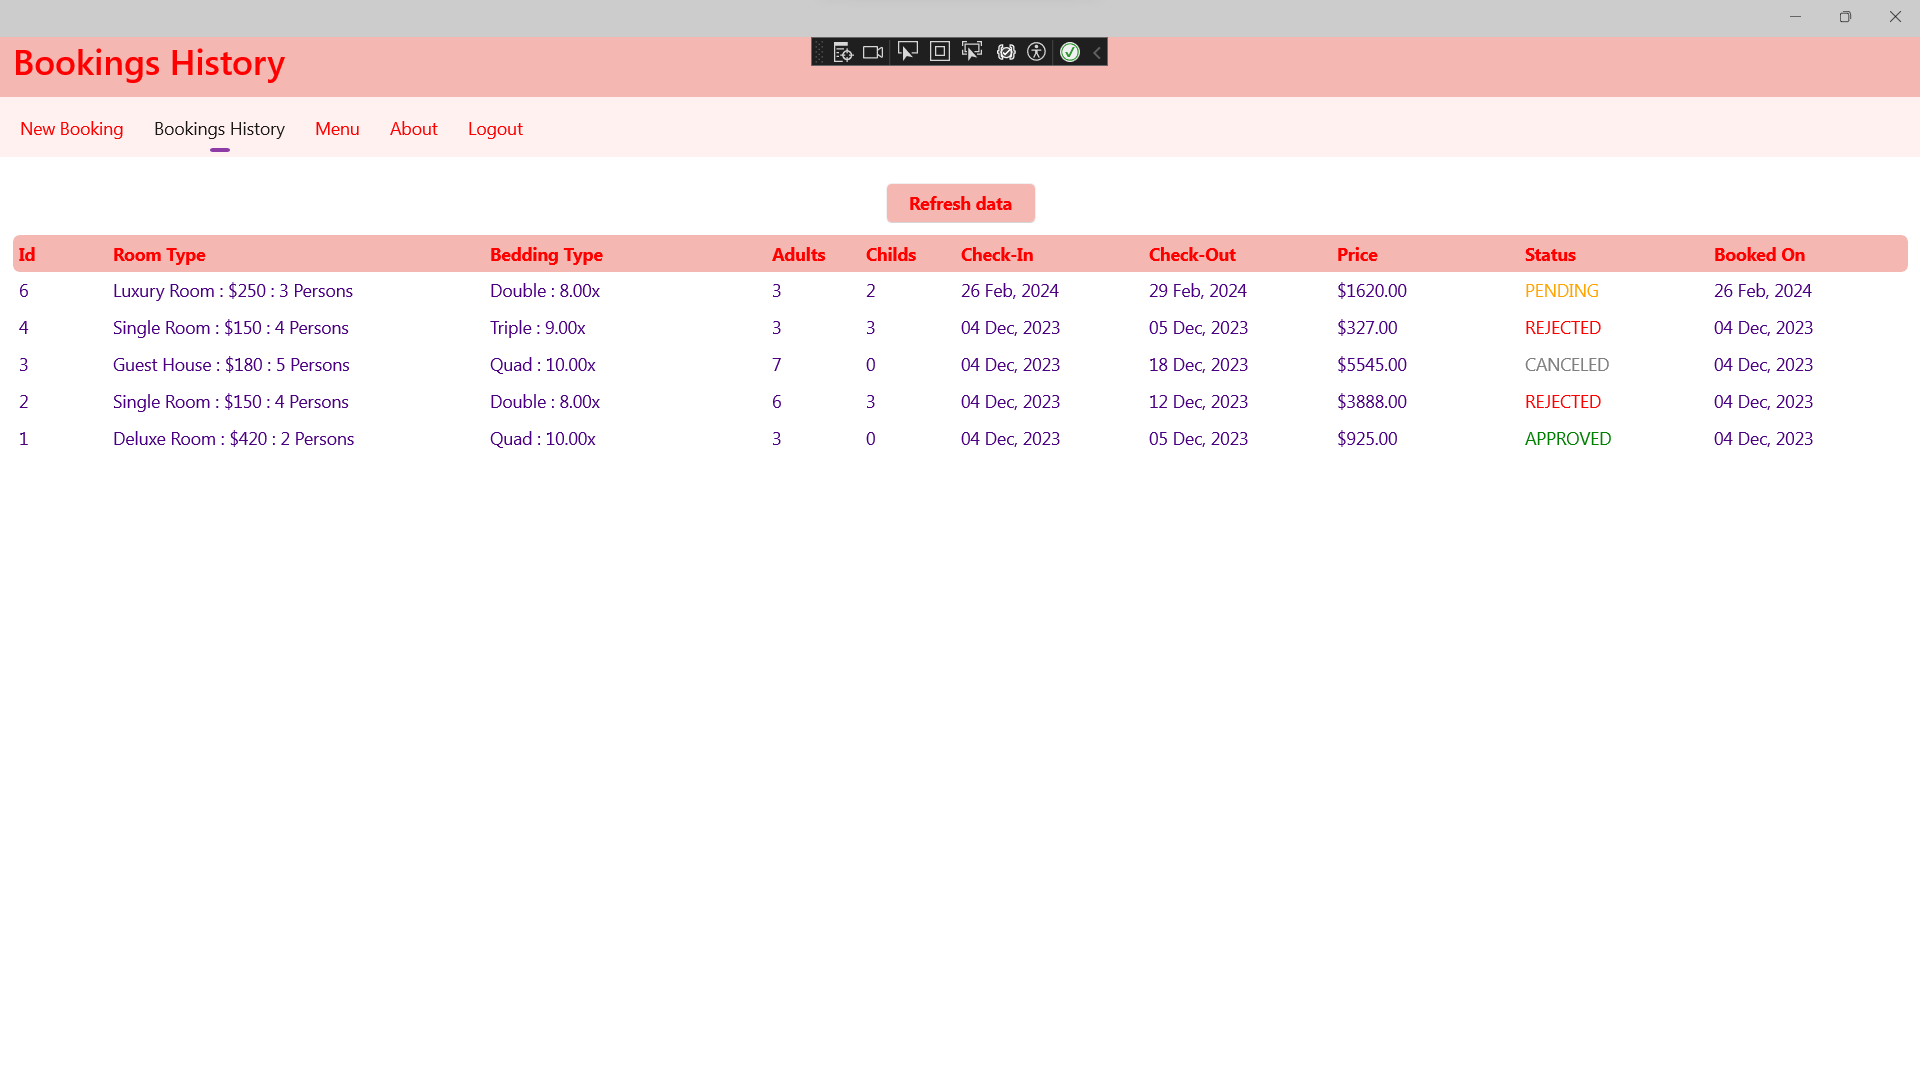 Bookings History
New Booking Bookings History Menu About Logout
Refresh data
Id Room Type Bedding Type Adults Childs Check-In Check-Out Price Status Booked On
6 Luxury Room : $250 : 3 Persons Double : 8.00x 3 2 26 Feb, 2024 29 Feb, 2024 $1620.00 PENDING 26 Feb, 2024
4 Single Room : $150 : 4 Persons Triple : 9.00x 3 3 04 Dec, 2023 05 Dec, 2023 $327.00 REJECTED 04 Dec, 2023
3 Guest House : $180 : 5 Persons Quad : 10.00x 7 0 04 Dec, 2023 18 Dec, 2023 $5545.00 CANCELED 04 Dec, 2023
2 Single Room : $150 : 4 Persons Double : 8.00x 6 3 04 Dec, 2023 12 Dec, 2023 $3888.00 REJECTED 04 Dec, 2023
1 Deluxe Room : $420 : 2 Persons Quad : 10.00x 3 0 04 Dec, 2023 05 Dec, 2023 $925.00 APPROVED 04 Dec, 2023